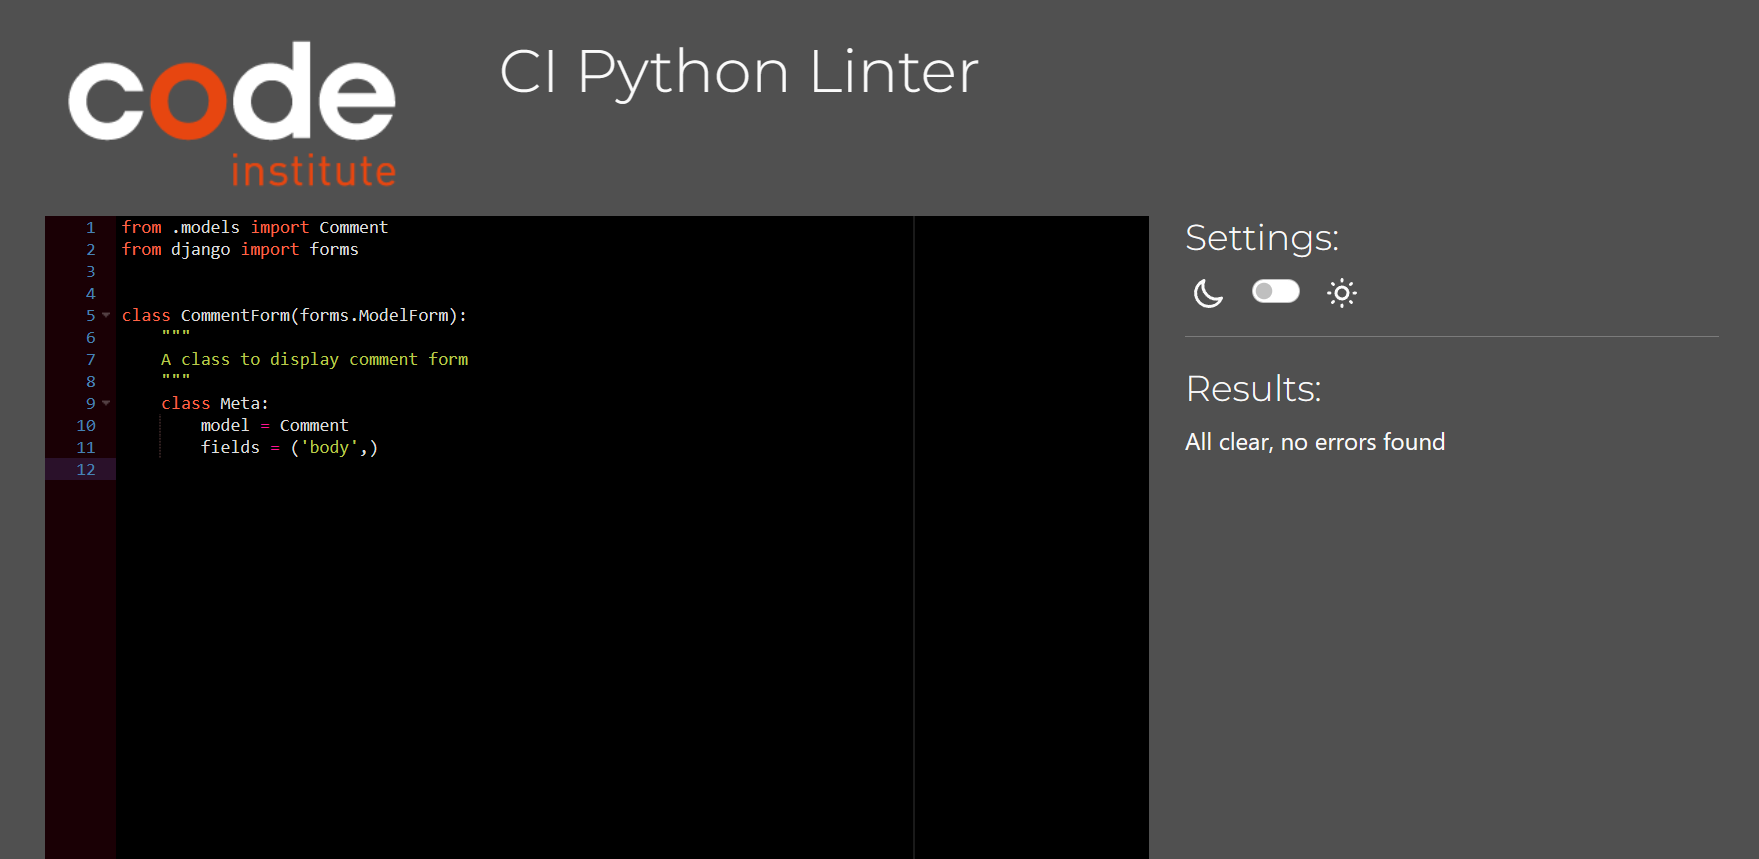 code
institute
CI Python Linter
1 from .models import Comment
2 from django import forms
3
4
5 class CommentForm(forms.ModelForm):
6     """
7     A class to display comment form
8     """
9     class Meta:
10         model = Comment
11         fields = ('body',)
12
Settings:
Results:
All clear, no errors found